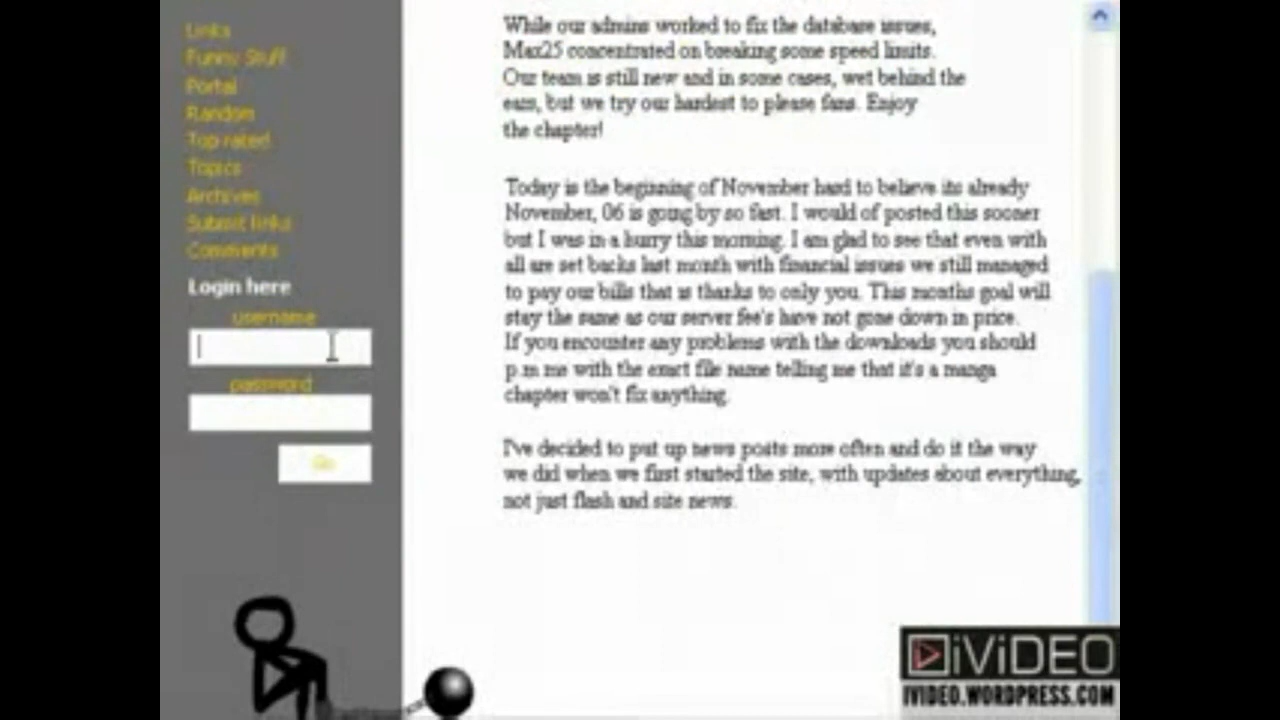 Links
Funny Stuff
Portal
Random
Top rated
Topics
Archives
Submit links
Comments
Login here
username
password
Go
While our admins worked to fix the database issues,
Max25 concentrated on breaking some speed limits.
Our team is still new and in some cases, wet behind the
ears, but we try our hardest to please fans. Enjoy
the chapter!
Today is the beginning of November hard to believe its already
November, 06 is going by so fast. I would of posted this sooner
but I was in a hurry this morning. I am glad to see that even with
all are set backs last month with financial issues we still managed
to pay our bills that is thanks to only you. This months goal will
stay the same as our server fee's have not gone down in price.
If you encounter any problems with the downloads you should
p.m me with the exact file name telling me that it's a manga
chapter won't fix anything.
I've decided to put up news posts more often and do it the way
we did when we first started the site, with updates about everything,
not just flash and site news.
iViDEO
IVIDEO.WORDPRESS.COM